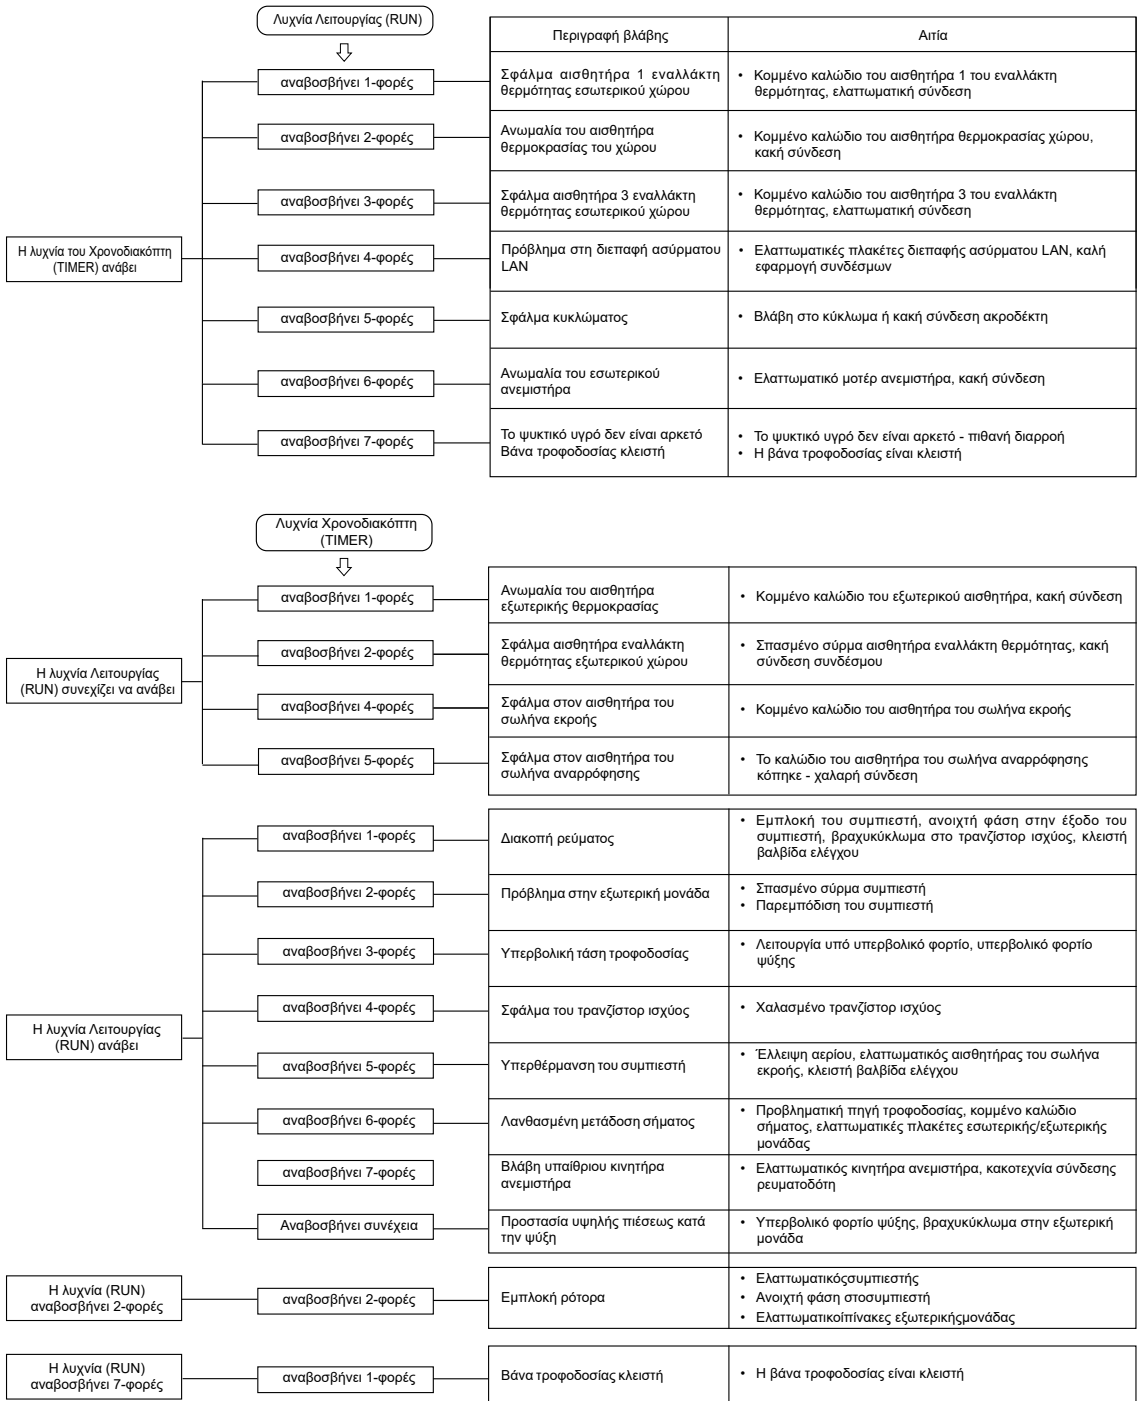 Λυχνία Λειτουργίας (RUN)
Περιγραφή βλάβης
Αιτία
Η λυχνία του Χρονοδιακόπτη
(TIMER) ανάβει
αναβοσβήνει 1-φορές
Σφάλμα αισθητήρα 1 εναλλάκτη
θερμότητας εσωτερικού χώρου
• Κομμένο καλώδιο του αισθητήρα 1 του εναλλάκτη
θερμότητας, ελαττωματική σύνδεση
αναβοσβήνει 2-φορές
Ανωμαλία του αισθητήρα
θερμοκρασίας του χώρου
• Κομμένο καλώδιο του αισθητήρα θερμοκρασίας χώρου,
κακή σύνδεση
αναβοσβήνει 3-φορές
Σφάλμα αισθητήρα 3 εναλλάκτη
θερμότητας εσωτερικού χώρου
• Κομμένο καλώδιο του αισθητήρα 3 του εναλλάκτη
θερμότητας, ελαττωματική σύνδεση
αναβοσβήνει 4-φορές
Πρόβλημα στη διεπαφή ασύρματου
LAN
• Ελαττωματικές πλακέτες διεπαφής ασύρματου LAN, καλή
εφαρμογή συνδέσμων
αναβοσβήνει 5-φορές
Σφάλμα κυκλώματος
• Βλάβη στο κύκλωμα ή κακή σύνδεση ακροδέκτη
αναβοσβήνει 6-φορές
Ανωμαλία του εσωτερικού
ανεμιστήρα
• Ελαττωματικό μοτέρ ανεμιστήρα, κακή σύνδεση
αναβοσβήνει 7-φορές
Το ψυκτικό υγρό δεν είναι αρκετό
Βάνα τροφοδοσίας κλειστή
• Το ψυκτικό υγρό δεν είναι αρκετό - πιθανή διαρροή
• Η βάνα τροφοδοσίας είναι κλειστή
Λυχνία Χρονοδιακόπτη
(TIMER)
Η λυχνία Λειτουργίας
(RUN) συνεχίζει να ανάβει
αναβοσβήνει 1-φορές
Ανωμαλία του αισθητήρα
εξωτερικής θερμοκρασίας
• Κομμένο καλώδιο του εξωτερικού αισθητήρα, κακή σύνδεση
αναβοσβήνει 2-φορές
Σφάλμα αισθητήρα εναλλάκτη
θερμότητας εξωτερικού χώρου
• Σπασμένο σύρμα αισθητήρα εναλλάκτη θερμότητας, κακή
σύνδεση συνδέσμου
αναβοσβήνει 4-φορές
Σφάλμα στον αισθητήρα του
σωλήνα εκροής
• Κομμένο καλώδιο του αισθητήρα του σωλήνα εκροής
αναβοσβήνει 5-φορές
Σφάλμα στον αισθητήρα του
σωλήνα αναρρόφησης
• Το καλώδιο του αισθητήρα του σωλήνα αναρρόφησης
κόπηκε - χαλαρή σύνδεση
Η λυχνία Λειτουργίας
(RUN) ανάβει
αναβοσβήνει 1-φορές
Διακοπή ρεύματος
• Εμπλοκή του συμπιεστή, ανοιχτή φάση στην έξοδο του
συμπιεστή, βραχυκύκλωμα στο τρανζίστορ ισχύος, κλειστή
βαλβίδα ελέγχου
αναβοσβήνει 2-φορές
Πρόβλημα στην εξωτερική μονάδα
• Σπασμένο σύρμα συμπιεστή
• Παρεμπόδιση του συμπιεστή
αναβοσβήνει 3-φορές
Υπερβολική τάση τροφοδοσίας
• Λειτουργία υπό υπερβολικό φορτίο, υπερβολικό φορτίο
ψύξης
αναβοσβήνει 4-φορές
Σφάλμα του τρανζίστορ ισχύος
• Χαλασμένο τρανζίστορ ισχύος
αναβοσβήνει 5-φορές
Υπερθέρμανση του συμπιεστή
• Έλλειψη αερίου, ελαττωματικός αισθητήρας του σωλήνα
εκροής, κλειστή βαλβίδα ελέγχου
αναβοσβήνει 6-φορές
Λανθασμένη μετάδοση σήματος
• Προβληματική πηγή τροφοδοσίας, κομμένο καλώδιο
σήματος, ελαττωματικές πλακέτες εσωτερικής/εξωτερικής
μονάδας
αναβοσβήνει 7-φορές
Βλάβη υπαίθριου κινητήρα
ανεμιστήρα
• Ελαττωματικός κινητήρα ανεμιστήρα, κακοτεχνία σύνδεσης
ρευματοδότη
Αναβοσβήνει συνέχεια
Προστασία υψηλής πιέσεως κατά
την ψύξη
• Υπερβολικό φορτίο ψύξης, βραχυκύκλωμα στην εξωτερική
μονάδα
Η λυχνία (RUN)
αναβοσβήνει 2-φορές
αναβοσβήνει 2-φορές
Εμπλοκή ρότορα
• Ελαττωματικόςσυμπιεστής
• Ανοιχτή φάση στοσυμπιεστή
• Ελαττωματικοίπίνακες εξωτερικήςμονάδας
Η λυχνία (RUN)
αναβοσβήνει 7-φορές
αναβοσβήνει 1-φορές
Βάνα τροφοδοσίας κλειστή
• Η βάνα τροφοδοσίας είναι κλειστή